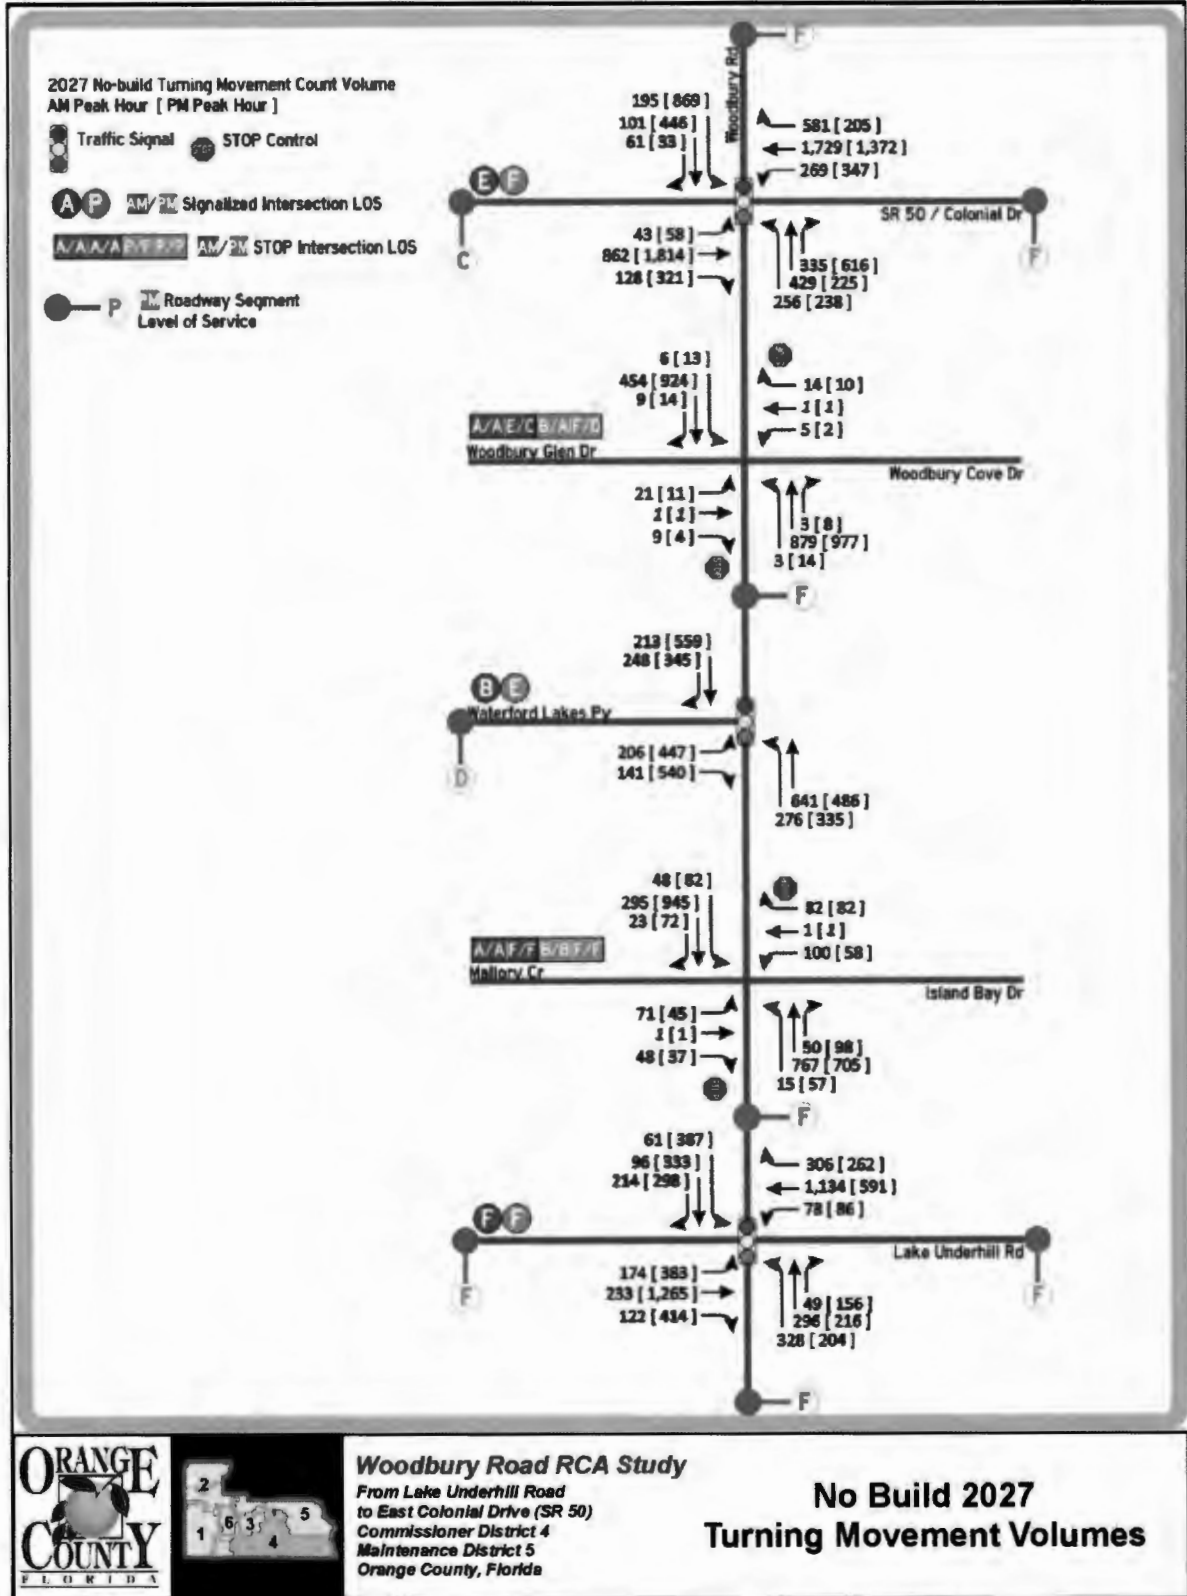 2027 No-build Turning Movement Count Volume
AM Peak Hour [ PM Peak Hour ]
Traffic Signal
STOP Control
A P AM/PM Signalized Intersection LOS
A/A A/A P/P P/P AM/PM STOP Intersection LOS
P PM Roadway Segment
Level of Service
F
Woodbury Rd
195 [ 869 ]
101 [ 446 ]
61 [ 33 ]
581 [ 205 ]
1,729 [ 1,372 ]
269 [ 347 ]
E F
SR 50 / Colonial Dr
C
F
43 [ 58 ]
862 [ 1,814 ]
128 [ 321 ]
335 [ 616 ]
429 [ 225 ]
256 [ 238 ]
6 [ 13 ]
454 [ 924 ]
9 [ 14 ]
14 [ 10 ]
1 [ 1 ]
5 [ 2 ]
A/A E/C B/A F/D
Woodbury Glen Dr
Woodbury Cove Dr
21 [ 11 ]
1 [ 1 ]
9 [ 4 ]
3 [ 8 ]
879 [ 977 ]
3 [ 14 ]
F
213 [ 559 ]
248 [ 345 ]
B E
Waterford Lakes Py
D
206 [ 447 ]
141 [ 540 ]
641 [ 486 ]
276 [ 335 ]
48 [ 82 ]
295 [ 945 ]
23 [ 72 ]
82 [ 82 ]
1 [ 1 ]
100 [ 58 ]
A/A F/F B/B F/F
Mallory Cr
Island Bay Dr
71 [ 45 ]
1 [ 1 ]
48 [ 37 ]
50 [ 98 ]
767 [ 705 ]
15 [ 57 ]
F
61 [ 387 ]
96 [ 333 ]
214 [ 298 ]
306 [ 262 ]
1,134 [ 591 ]
78 [ 86 ]
F F
Lake Underhill Rd
F
F
174 [ 383 ]
233 [ 1,265 ]
122 [ 414 ]
49 [ 156 ]
296 [ 216 ]
328 [ 204 ]
F
ORANGE
COUNTY
FLORIDA
2
1
6
3
4
5
Woodbury Road RCA Study
From Lake Underhill Road
to East Colonial Drive (SR 50)
Commissioner District 4
Maintenance District 5
Orange County, Florida
No Build 2027
Turning Movement Volumes